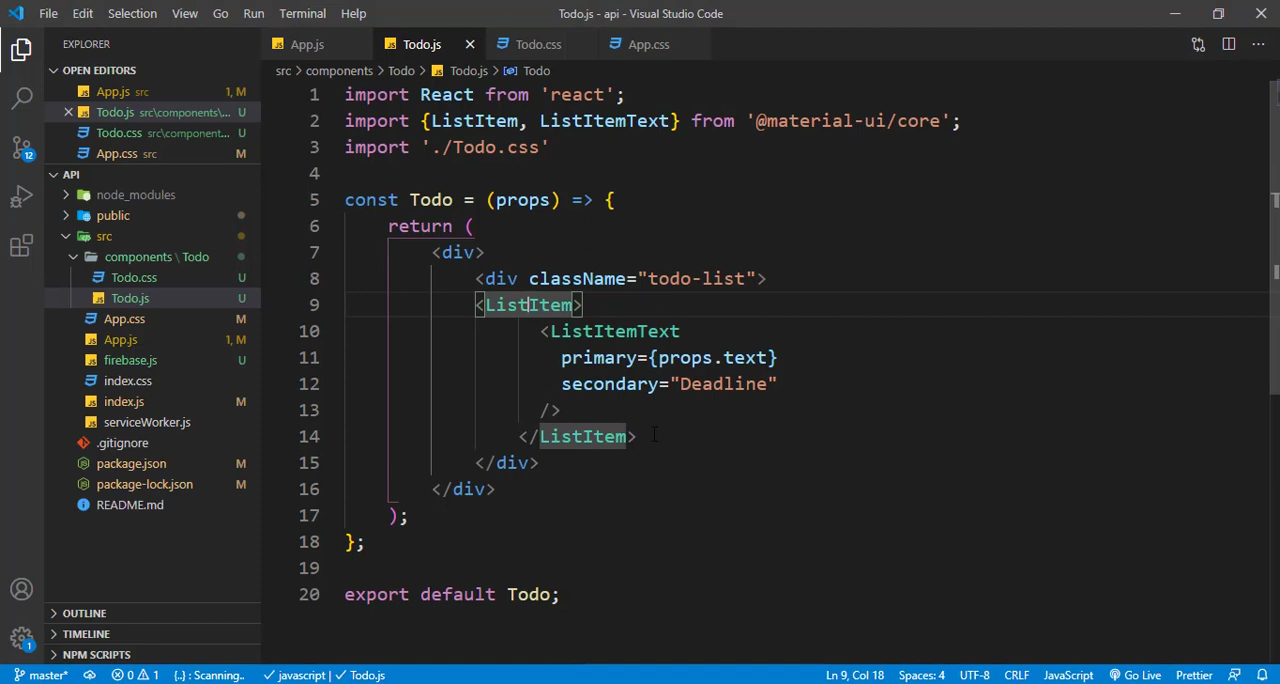 File Edit Selection View Go Run Terminal Help Todo.js - api - Visual Studio Code
EXPLORER
OPEN EDITORS
App.js src 1, M
Todo.js src\components\... U
Todo.css src\component... U
App.css src M
API
node_modules
public
src
components \ Todo
Todo.css U
Todo.js U
App.css M
App.js 1, M
firebase.js U
index.css
index.js M
serviceWorker.js
.gitignore
package.json M
package-lock.json M
README.md
OUTLINE
TIMELINE
NPM SCRIPTS
12
1
App.js Todo.js Todo.css App.css
src > components > Todo > Todo.js > Todo
1 import React from 'react';
2 import {ListItem, ListItemText} from '@material-ui/core';
3 import './Todo.css'
4
5 const Todo = (props) => {
6 return (
7 <div>
8 <div className="todo-list">
9 <ListItem>
10 <ListItemText
11 primary={props.text}
12 secondary="Deadline"
13 />
14 </ListItem>
15 </div>
16 </div>
17 );
18 };
19
20 export default Todo;
master* 0 1 {..} : Scanning.. javascript | Todo.js Ln 9, Col 18 Spaces: 4 UTF-8 CRLF JavaScript Go Live Prettier